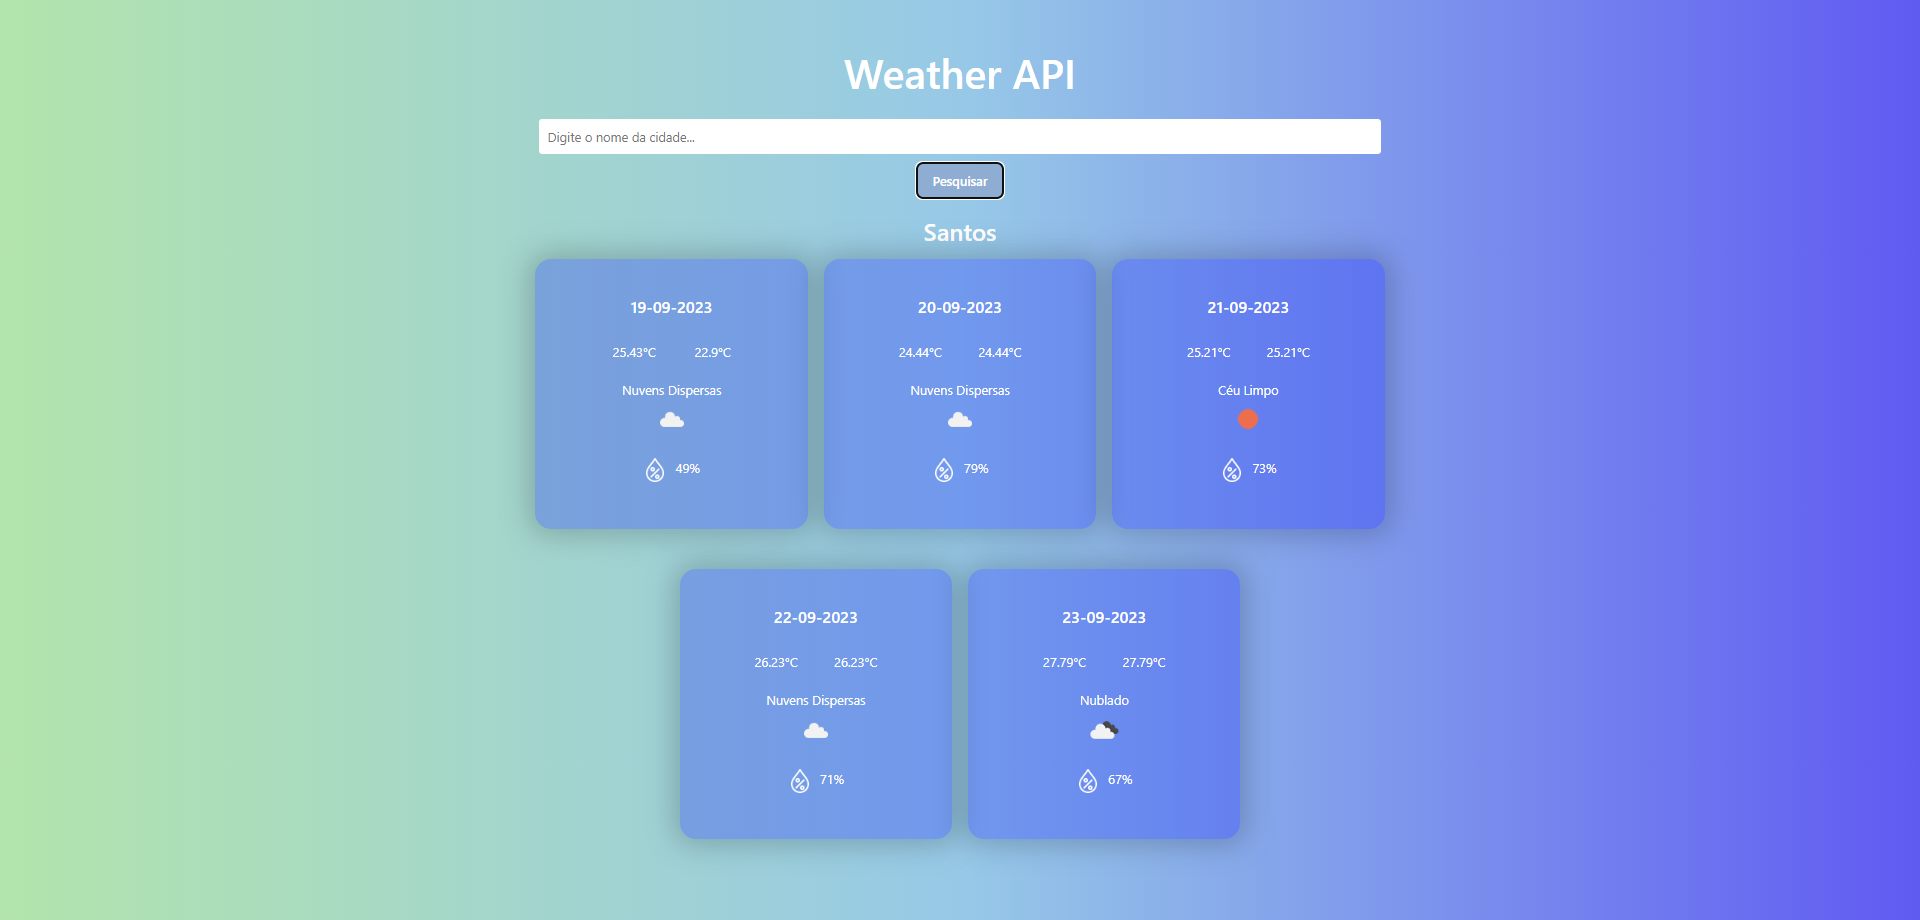 Weather API
Digite o nome da cidade...
Pesquisar
Santos
19-09-2023
25.43°C 22.9°C
Nuvens Dispersas
49%
20-09-2023
24.44°C 24.44°C
Nuvens Dispersas
79%
21-09-2023
25.21°C 25.21°C
Céu Limpo
73%
22-09-2023
26.23°C 26.23°C
Nuvens Dispersas
71%
23-09-2023
27.79°C 27.79°C
Nublado
67%